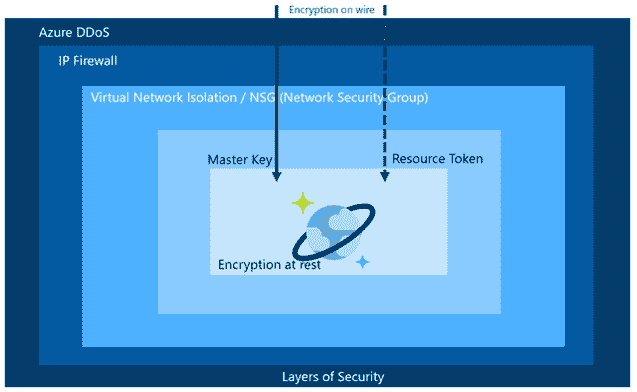 Encryption on wire
Azure DDoS
IP Firewall
Virtual Network Isolation / NSG (Network Security Group)
Master Key
Resource Token
Encryption at rest
Layers of Security